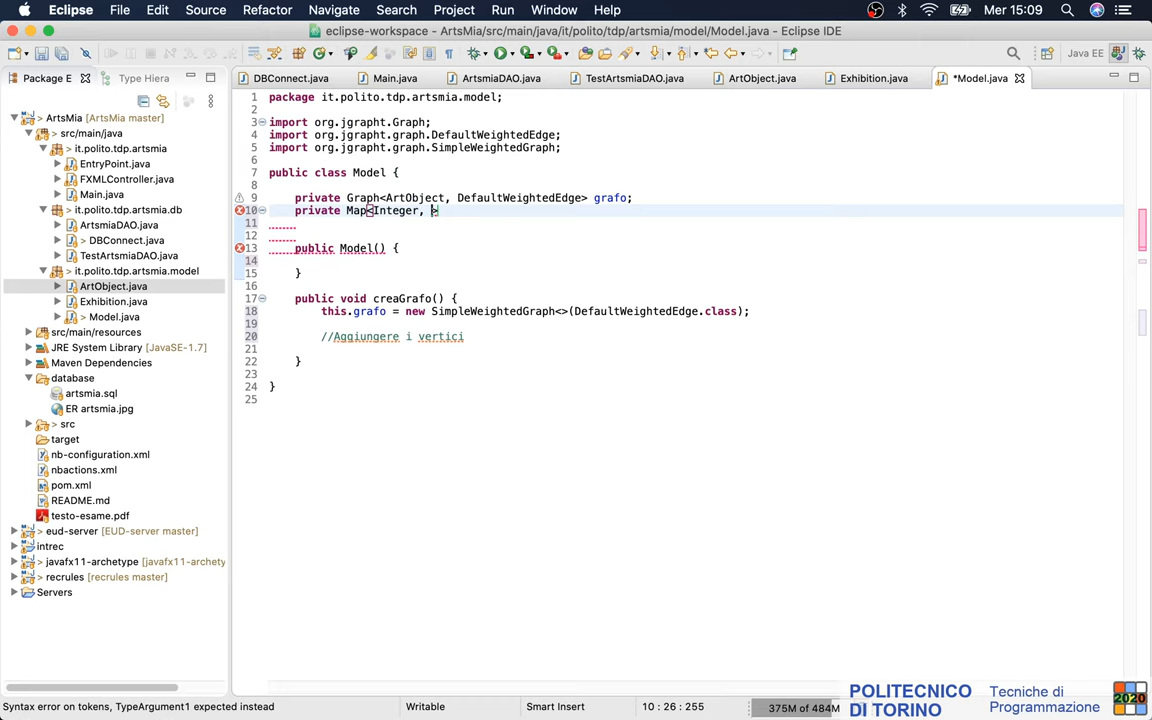 Eclipse File Edit Source Refactor Navigate Search Project Run Window Help Mer 15:09
eclipse-workspace - ArtsMia/src/main/java/it/polito/tdp/artsmia/model/Model.java - Eclipse IDE
Java EE
Package E Type Hiera
DBConnect.java Main.java ArtsmiaDAO.java TestArtsmiaDAO.java ArtObject.java Exhibition.java *Model.java
> ArtsMia [ArtsMia master]
> src/main/java
> it.polito.tdp.artsmia
EntryPoint.java
FXMLController.java
Main.java
> it.polito.tdp.artsmia.db
ArtsmiaDAO.java
> DBConnect.java
TestArtsmiaDAO.java
> it.polito.tdp.artsmia.model
ArtObject.java
Exhibition.java
> Model.java
src/main/resources
JRE System Library [JavaSE-1.7]
Maven Dependencies
database
artsmia.sql
ER artsmia.jpg
> src
target
nb-configuration.xml
nbactions.xml
pom.xml
README.md
testo-esame.pdf
> eud-server [EUD-server master]
intrec
> javafx11-archetype [javafx11-archety
> recrules [recrules master]
Servers
1 package it.polito.tdp.artsmia.model;
2
3 import org.jgrapht.Graph;
4 import org.jgrapht.graph.DefaultWeightedEdge;
5 import org.jgrapht.graph.SimpleWeightedGraph;
6
7 public class Model {
8
9 private Graph<ArtObject, DefaultWeightedEdge> grafo;
10 private Map<Integer, >
11
12
13 public Model() {
14
15 }
16
17 public void creaGrafo() {
18 this.grafo = new SimpleWeightedGraph<>(DefaultWeightedEdge.class);
19
20 //Aggiungere i vertici
21
22 }
23
24 }
25
Syntax error on tokens, TypeArgument1 expected instead Writable Smart Insert 10 : 26 : 255 375M of 484M
POLITECNICO
DI TORINO
Tecniche di
Programmazione
2020